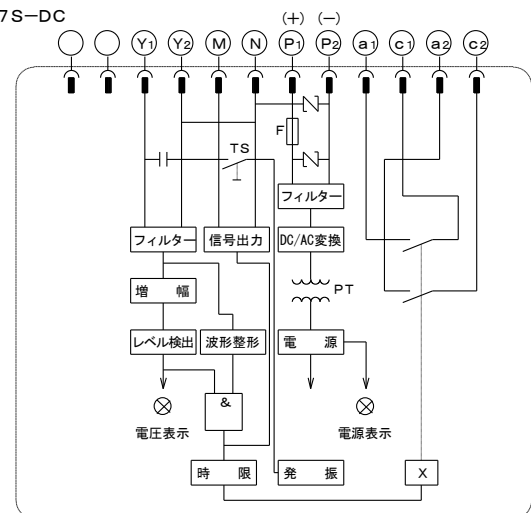 7S-DC
(+) (-)
Y1 Y2 M N P1 P2 a1 c1 a2 c2
F
TS
フィルター
フィルター 信号出力 DC/AC変換
増 幅
PT
レベル検出 波形整形 電 源
&
電圧表示 電源表示
時 限 発 振 X